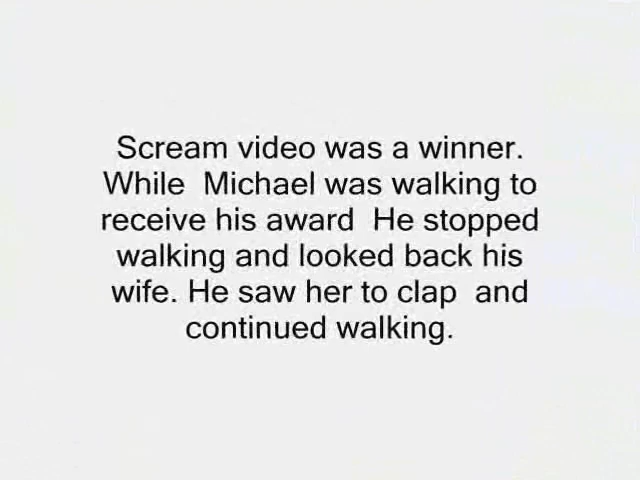 Scream video was a winner.
While  Michael was walking to
receive his award  He stopped
walking and looked back his
wife. He saw her to clap  and
continued walking.